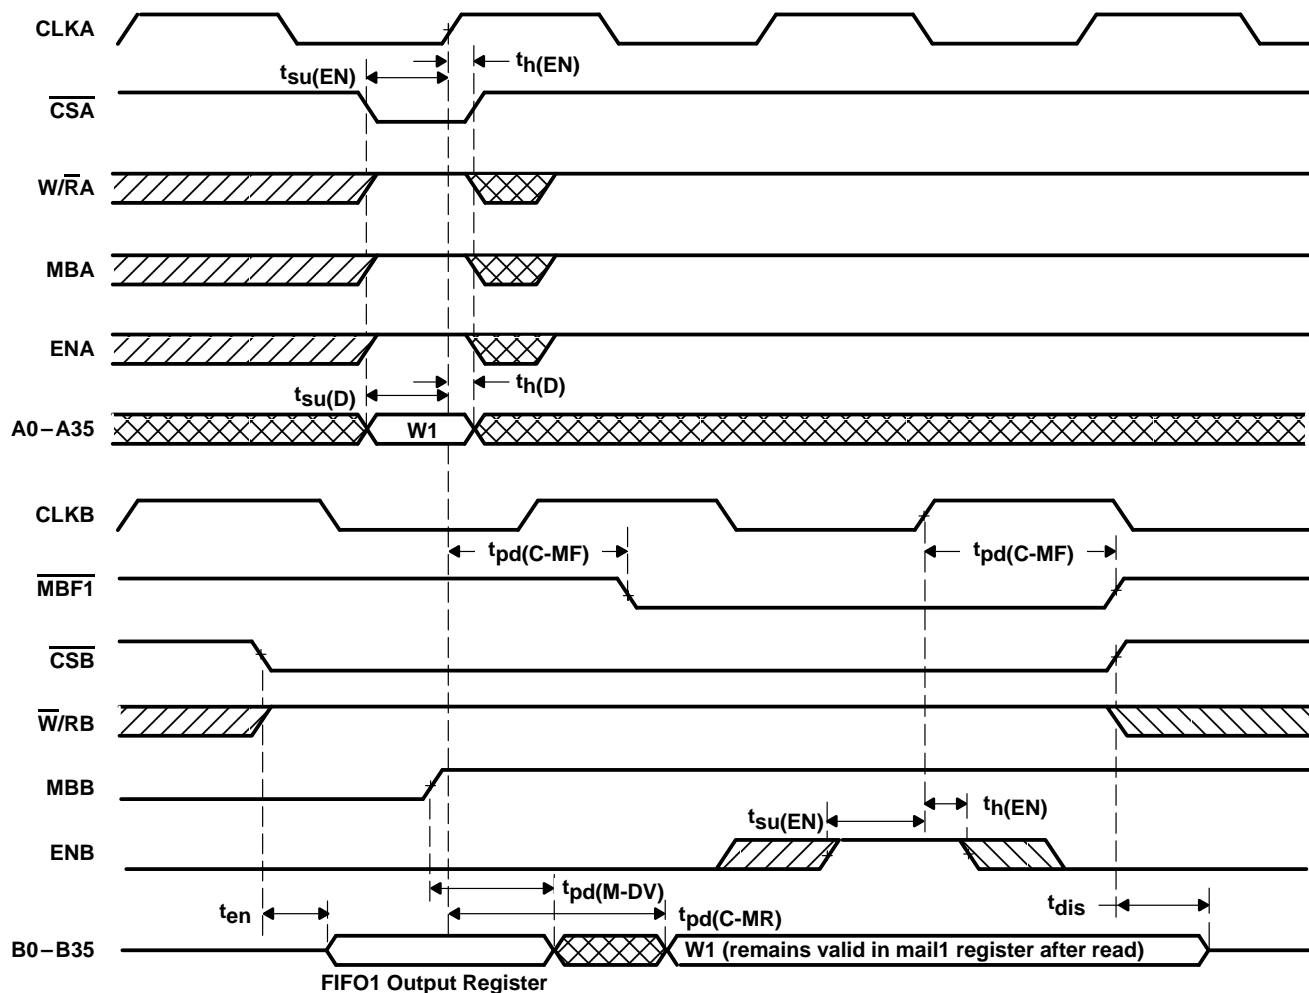 CLKA
tsu(EN)
th(EN)
CSA
W/RA
MBA
ENA
tsu(D)
th(D)
A0–A35
W1
CLKB
tpd(C-MF)
tpd(C-MF)
MBF1
CSB
W/RB
MBB
tsu(EN)
th(EN)
ENB
ten
tpd(M-DV)
tpd(C-MR)
tdis
B0–B35
W1 (remains valid in mail1 register after read)
FIFO1 Output Register